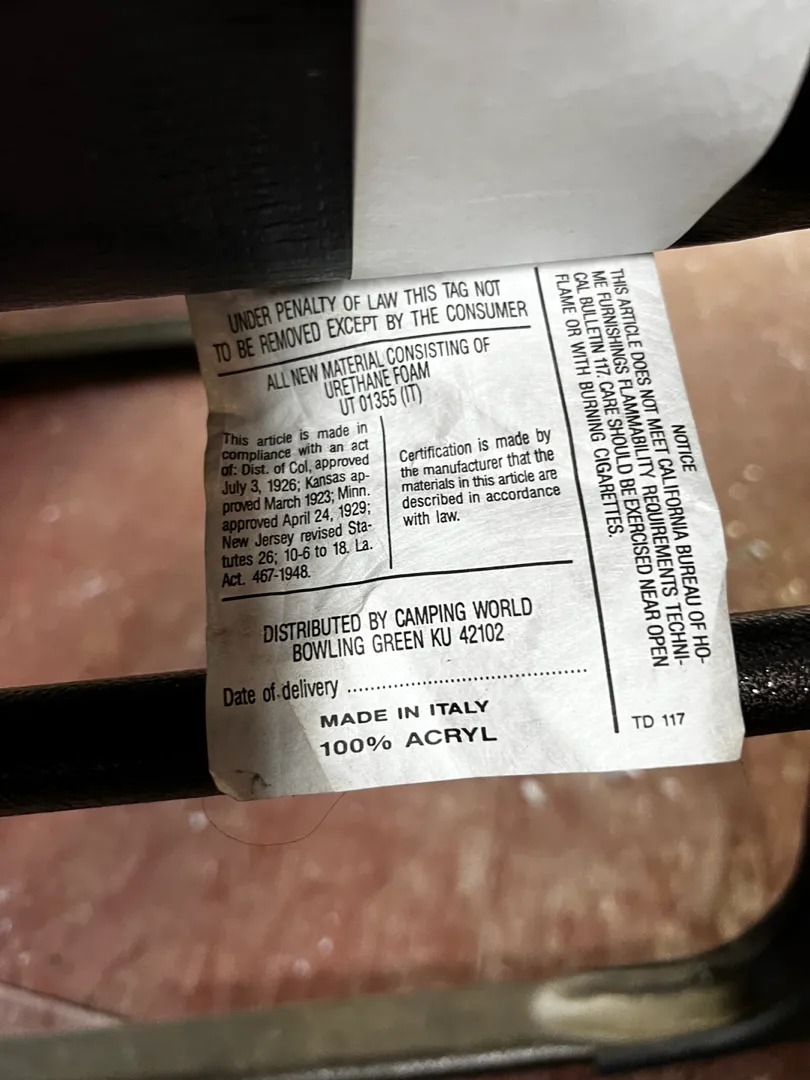 UNDER PENALTY OF LAW THIS TAG NOT
TO BE REMOVED EXCEPT BY THE CONSUMER
ALL NEW MATERIAL CONSISTING OF
URETHANE FOAM
UT 01355 (IT)
This article is made in
compliance with an act
of: Dist. of Col, approved
July 3, 1926; Kansas ap-
proved March 1923; Minn.
approved April 24, 1929;
New Jersey revised Sta-
tutes 26; 10-6 to 18. La.
Act. 467-1948.
Certification is made by
the manufacturer that the
materials in this article are
described in accordance
with law.
DISTRIBUTED BY CAMPING WORLD
BOWLING GREEN KU 42102
Date of delivery ........................................
MADE IN ITALY
100% ACRYL
NOTICE
THIS ARTICLE DOES NOT MEET CALIFORNIA BUREAU OF HO-
ME FURNISHINGS FLAMMABILITY REQUIREMENTS TECHNI-
CAL BULLETIN 117. CARE SHOULD BE EXERCISED NEAR OPEN
FLAME OR WITH BURNING CIGARETTES.
TD 117